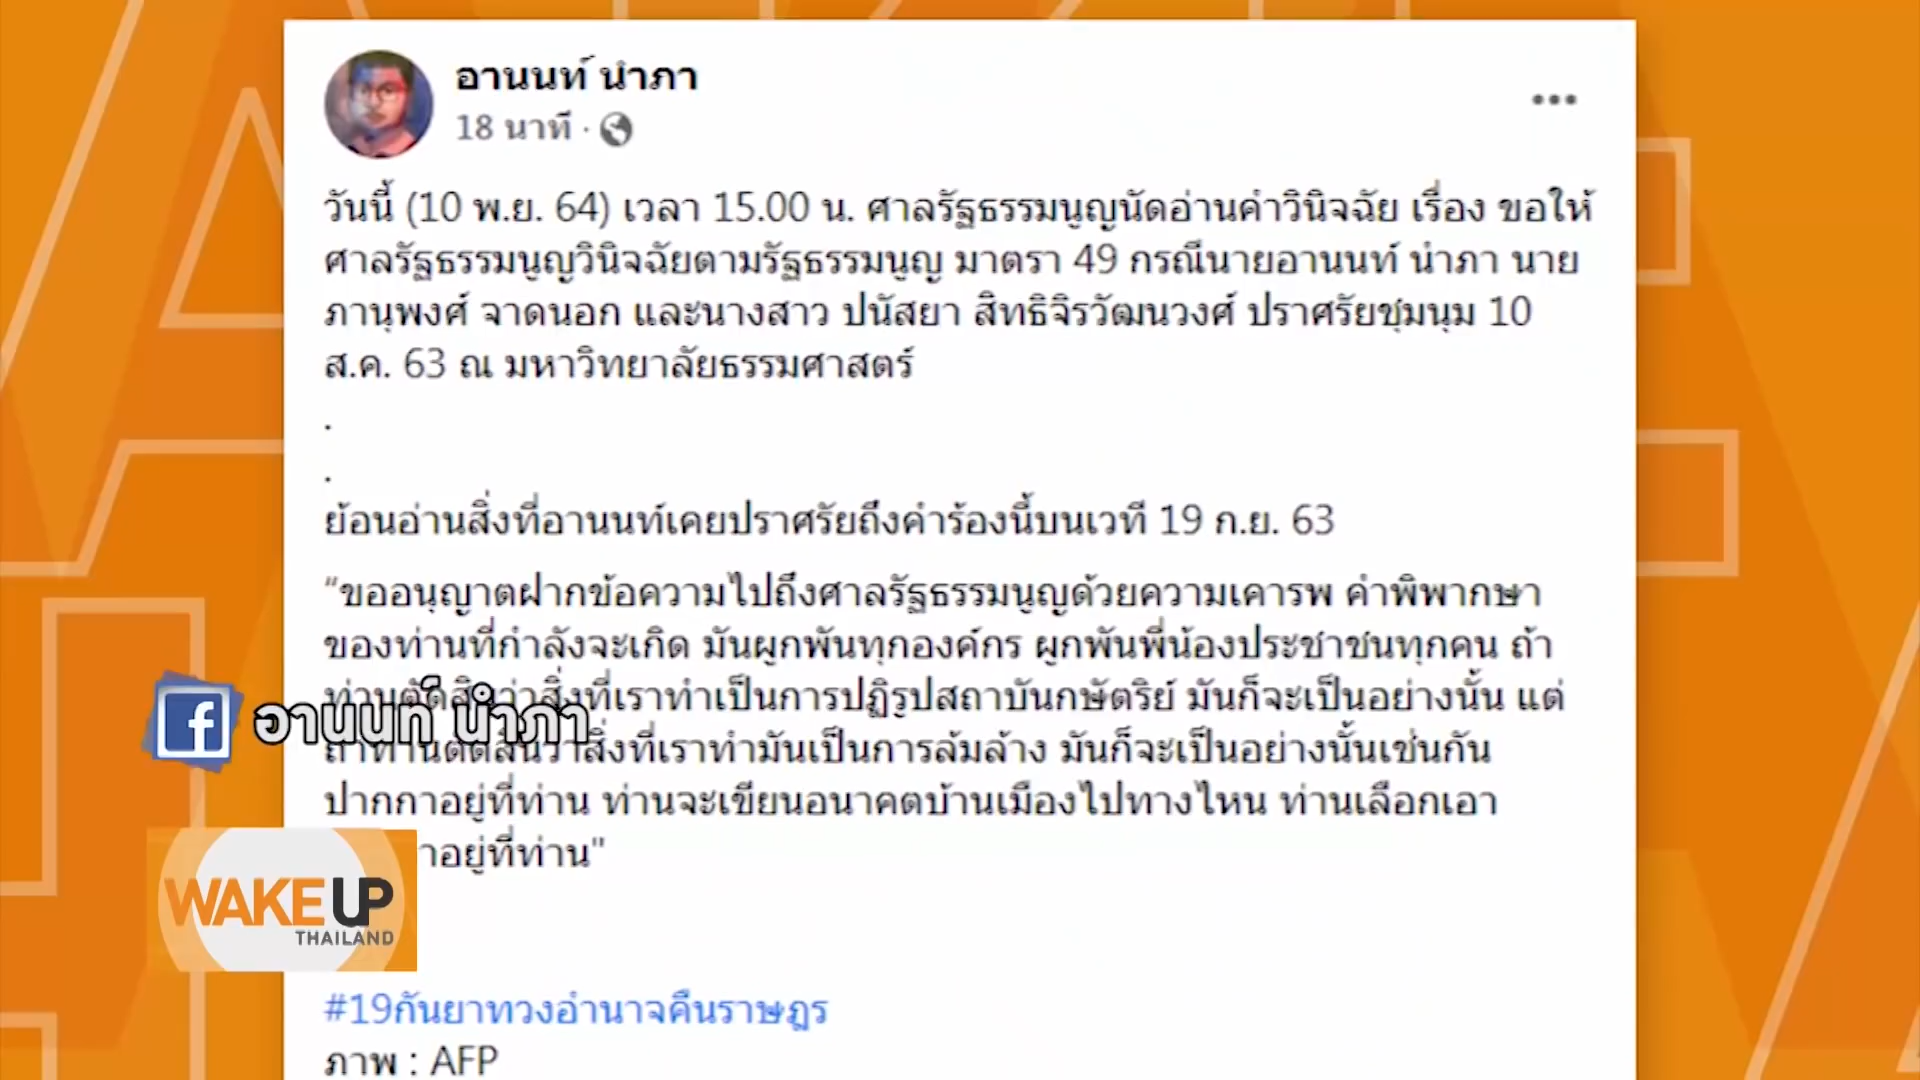 อานนท์ นำภา
18 นาที ·
วันนี้ (10 พ.ย. 64) เวลา 15.00 น. ศาลรัฐธรรมนูญนัดอ่านคำวินิจฉัย เรื่อง ขอให้
ศาลรัฐธรรมนูญวินิจฉัยตามรัฐธรรมนูญ มาตรา 49 กรณีนายอานนท์ นำภา นาย
ภานุพงศ์ จาดนอก และนางสาว ปนัสยา สิทธิจิรวัฒนวงศ์ ปราศรัยชุมนุม 10
ส.ค. 63 ณ มหาวิทยาลัยธรรมศาสตร์
.
.
ย้อนอ่านสิ่งที่อานนท์เคยปราศรัยถึงคำร้องนี้บนเวที 19 ก.ย. 63
“ขออนุญาตฝากข้อความไปถึงศาลรัฐธรรมนูญด้วยความเคารพ ค่าพิพากษา
ของท่านที่กำลังจะเกิด มันผูกพันทุกองค์กร ผูกพันพี่น้องประชาชนทุกคน ถ้า
ท่านตัดสินว่าสิ่งที่เราทำเป็นการปฏิรูปสถาบันกษัตริย์ มันก็จะเป็นอย่างนั้น แต่
ถ้าท่านตัดสินว่าสิ่งที่เราทำมันเป็นการล้มล้าง มันก็จะเป็นอย่างนั้นเช่นกัน
ปากกาอยู่ที่ท่าน ท่านจะเขียนอนาคตบ้านเมืองไปทางไหน ท่านเลือกเอา
าอยู่ที่ท่าน"
f อานนท์ นำภา
WAKE UP
THAILAND
#19กันยาทวงอำนาจคืนราษฎร
ภาพ : AFP